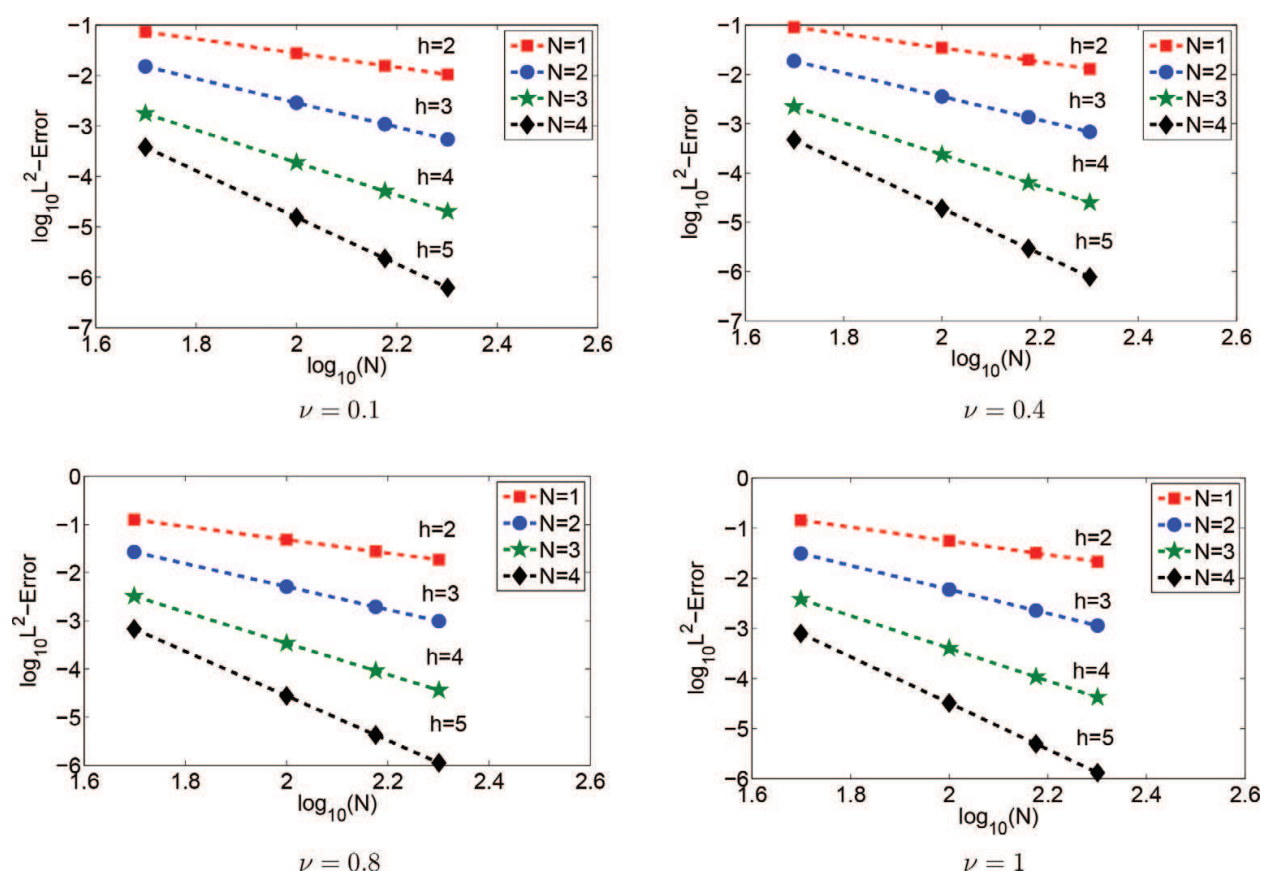 −1
−2
−3
−4
−5
−6
−7
log10L2−Error
h=2
h=3
h=4
h=5
N=1
N=2
N=3
N=4
1.6 1.8 2 2.2 2.4 2.6
log10(N)
ν = 0.1
−1
−2
−3
−4
−5
−6
−7
log10L2−Error
h=2
h=3
h=4
h=5
N=1
N=2
N=3
N=4
1.6 1.8 2 2.2 2.4 2.6
log10(N)
ν = 0.4
0
−1
−2
−3
−4
−5
−6
log10L2−Error
h=2
h=3
h=4
h=5
N=1
N=2
N=3
N=4
1.6 1.8 2 2.2 2.4 2.6
log10(N)
ν = 0.8
0
−1
−2
−3
−4
−5
−6
log10L2−Error
h=2
h=3
h=4
h=5
N=1
N=2
N=3
N=4
1.6 1.8 2 2.2 2.4 2.6
log10(N)
ν = 1